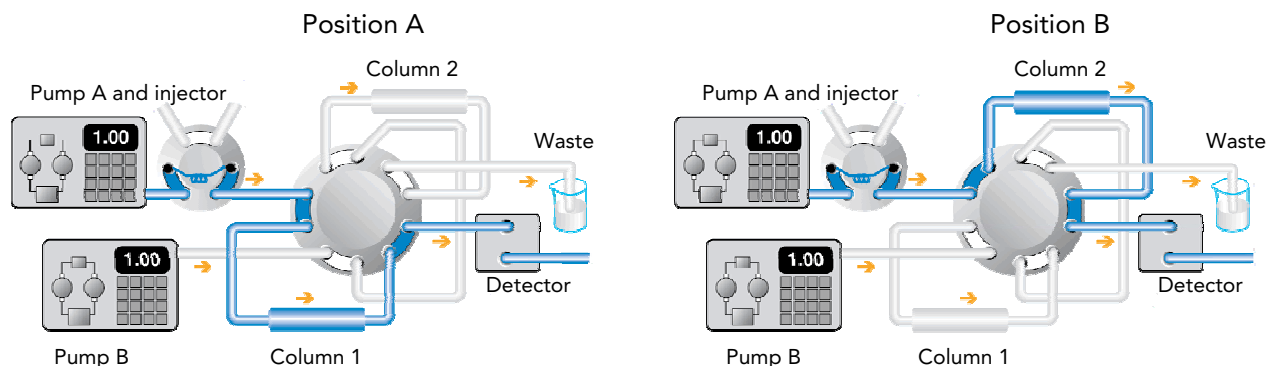 Position A
Column 2
Pump A and injector
1.00
Waste
1.00
Detector
Pump B
Column 1
Position B
Column 2
Pump A and injector
1.00
Waste
1.00
Detector
Pump B
Column 1